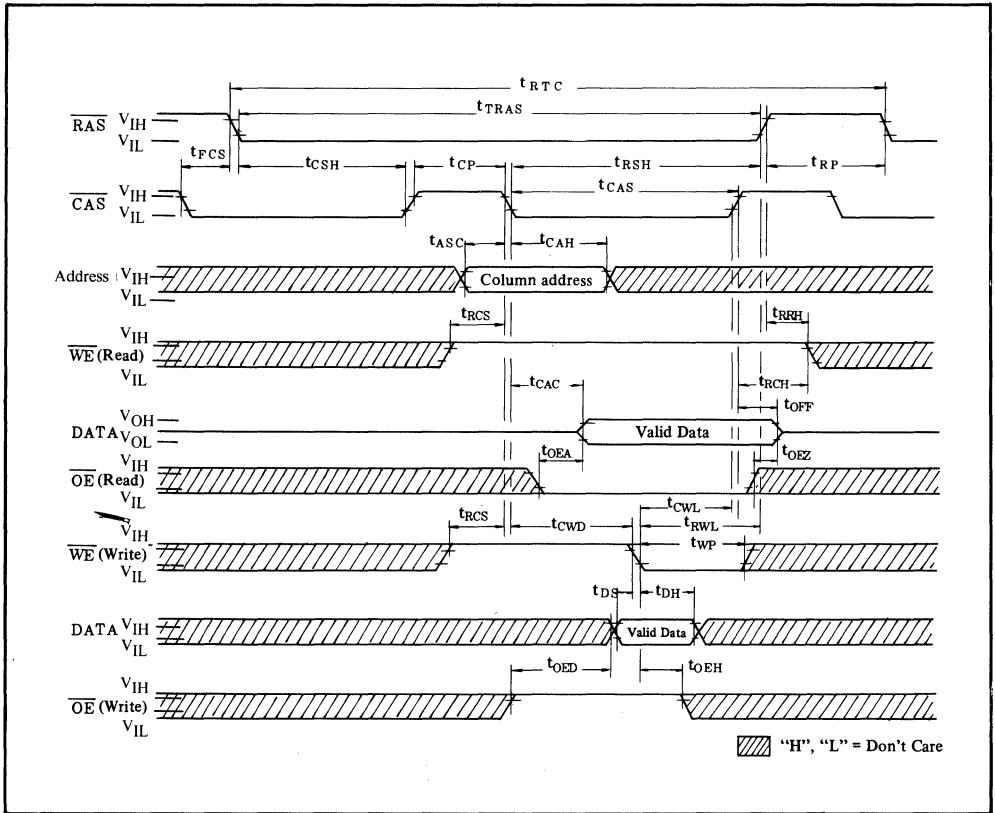 tRTC
tTRAS
RAS VIH
VIL
tFCS tCSH tCP tRSH tRP
tCAS
CAS VIH
VIL
tASC tCAH
Address VIH
VIL
Column address
tRCS tRRH
VIH
WE (Read)
VIL
tCAC tRCH
tOFF
VOH
DATA VOL
Valid Data
tOEA tOEZ
VIH
OE (Read)
VIL
tCWL
tRCS tCWD tRWL
VIH
tWP
WE (Write)
VIL
tDS tDH
DATA VIH
VIL
Valid Data
tOED tOEH
VIH
OE (Write)
VIL
“H”, “L” = Don't Care